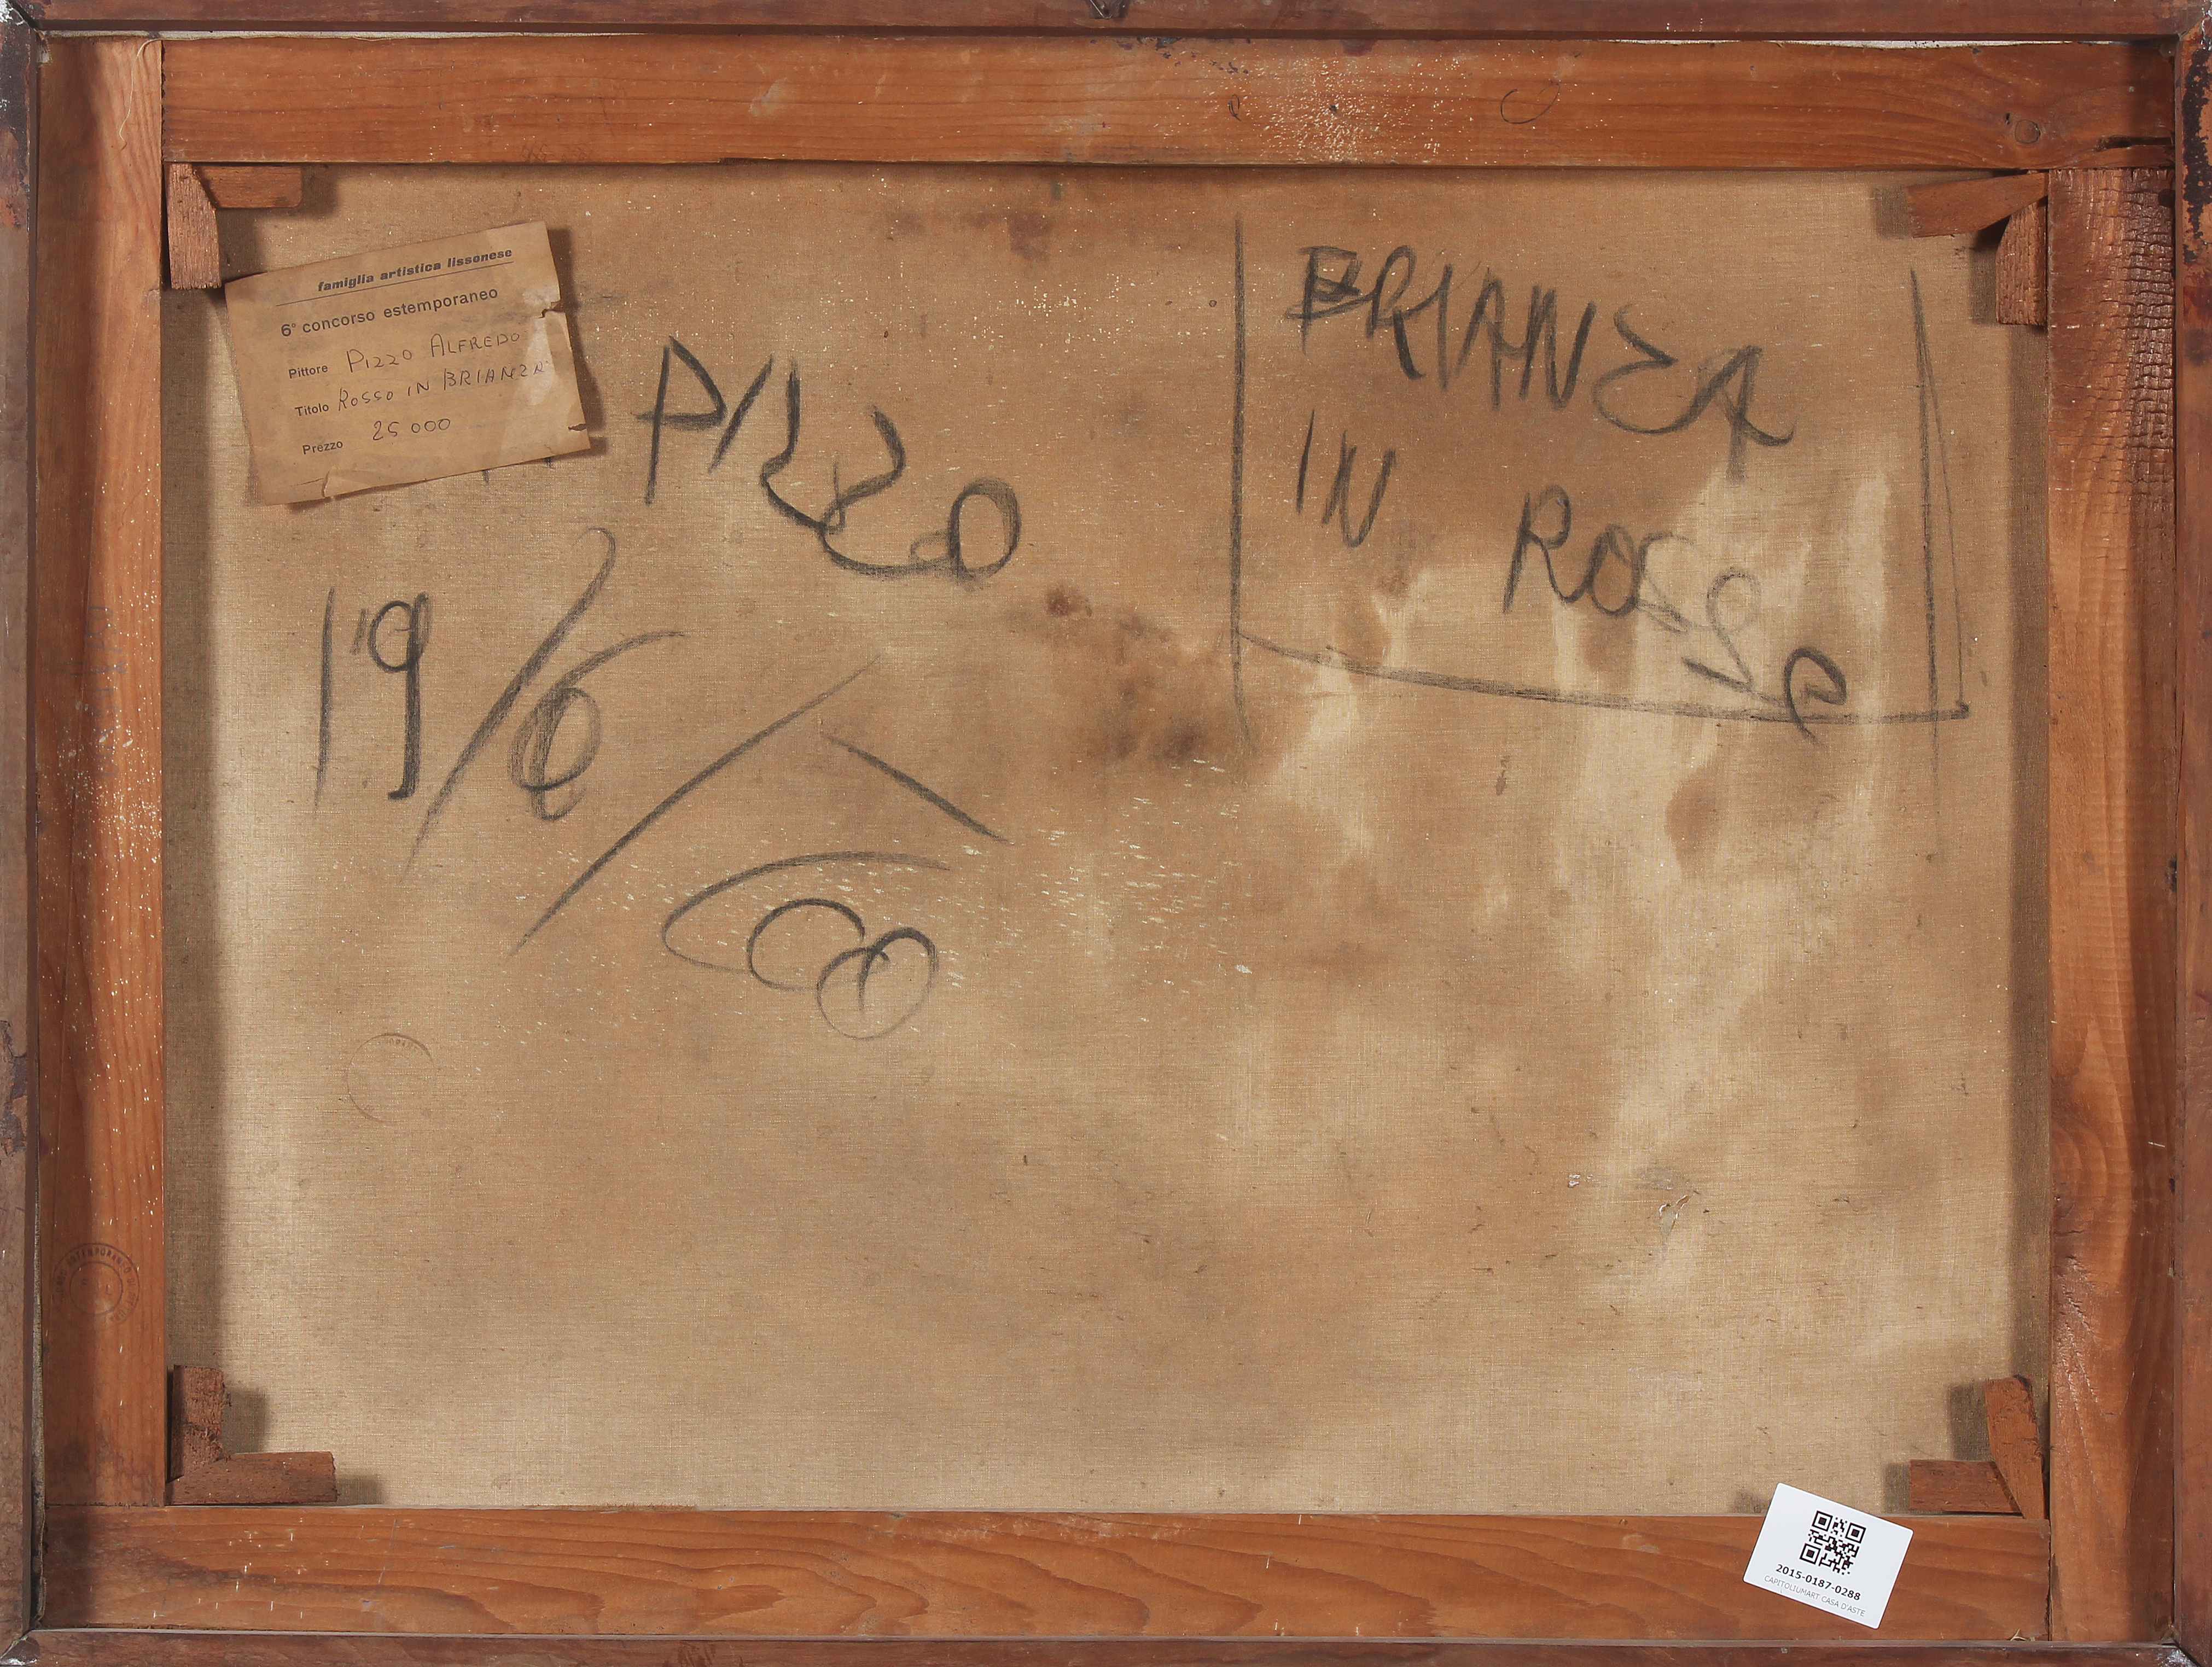 famiglia artistica lissonese
6° concorso estemporaneo
Pittore PIZZO ALFREDO
Titolo ROSSO IN BRIANZA
Prezzo 25 000
PIZZO
19/6/60
BRIANZA
IN ROSSO
2015-0187-0288
CAPITOLIUMART CASA D'ASTE